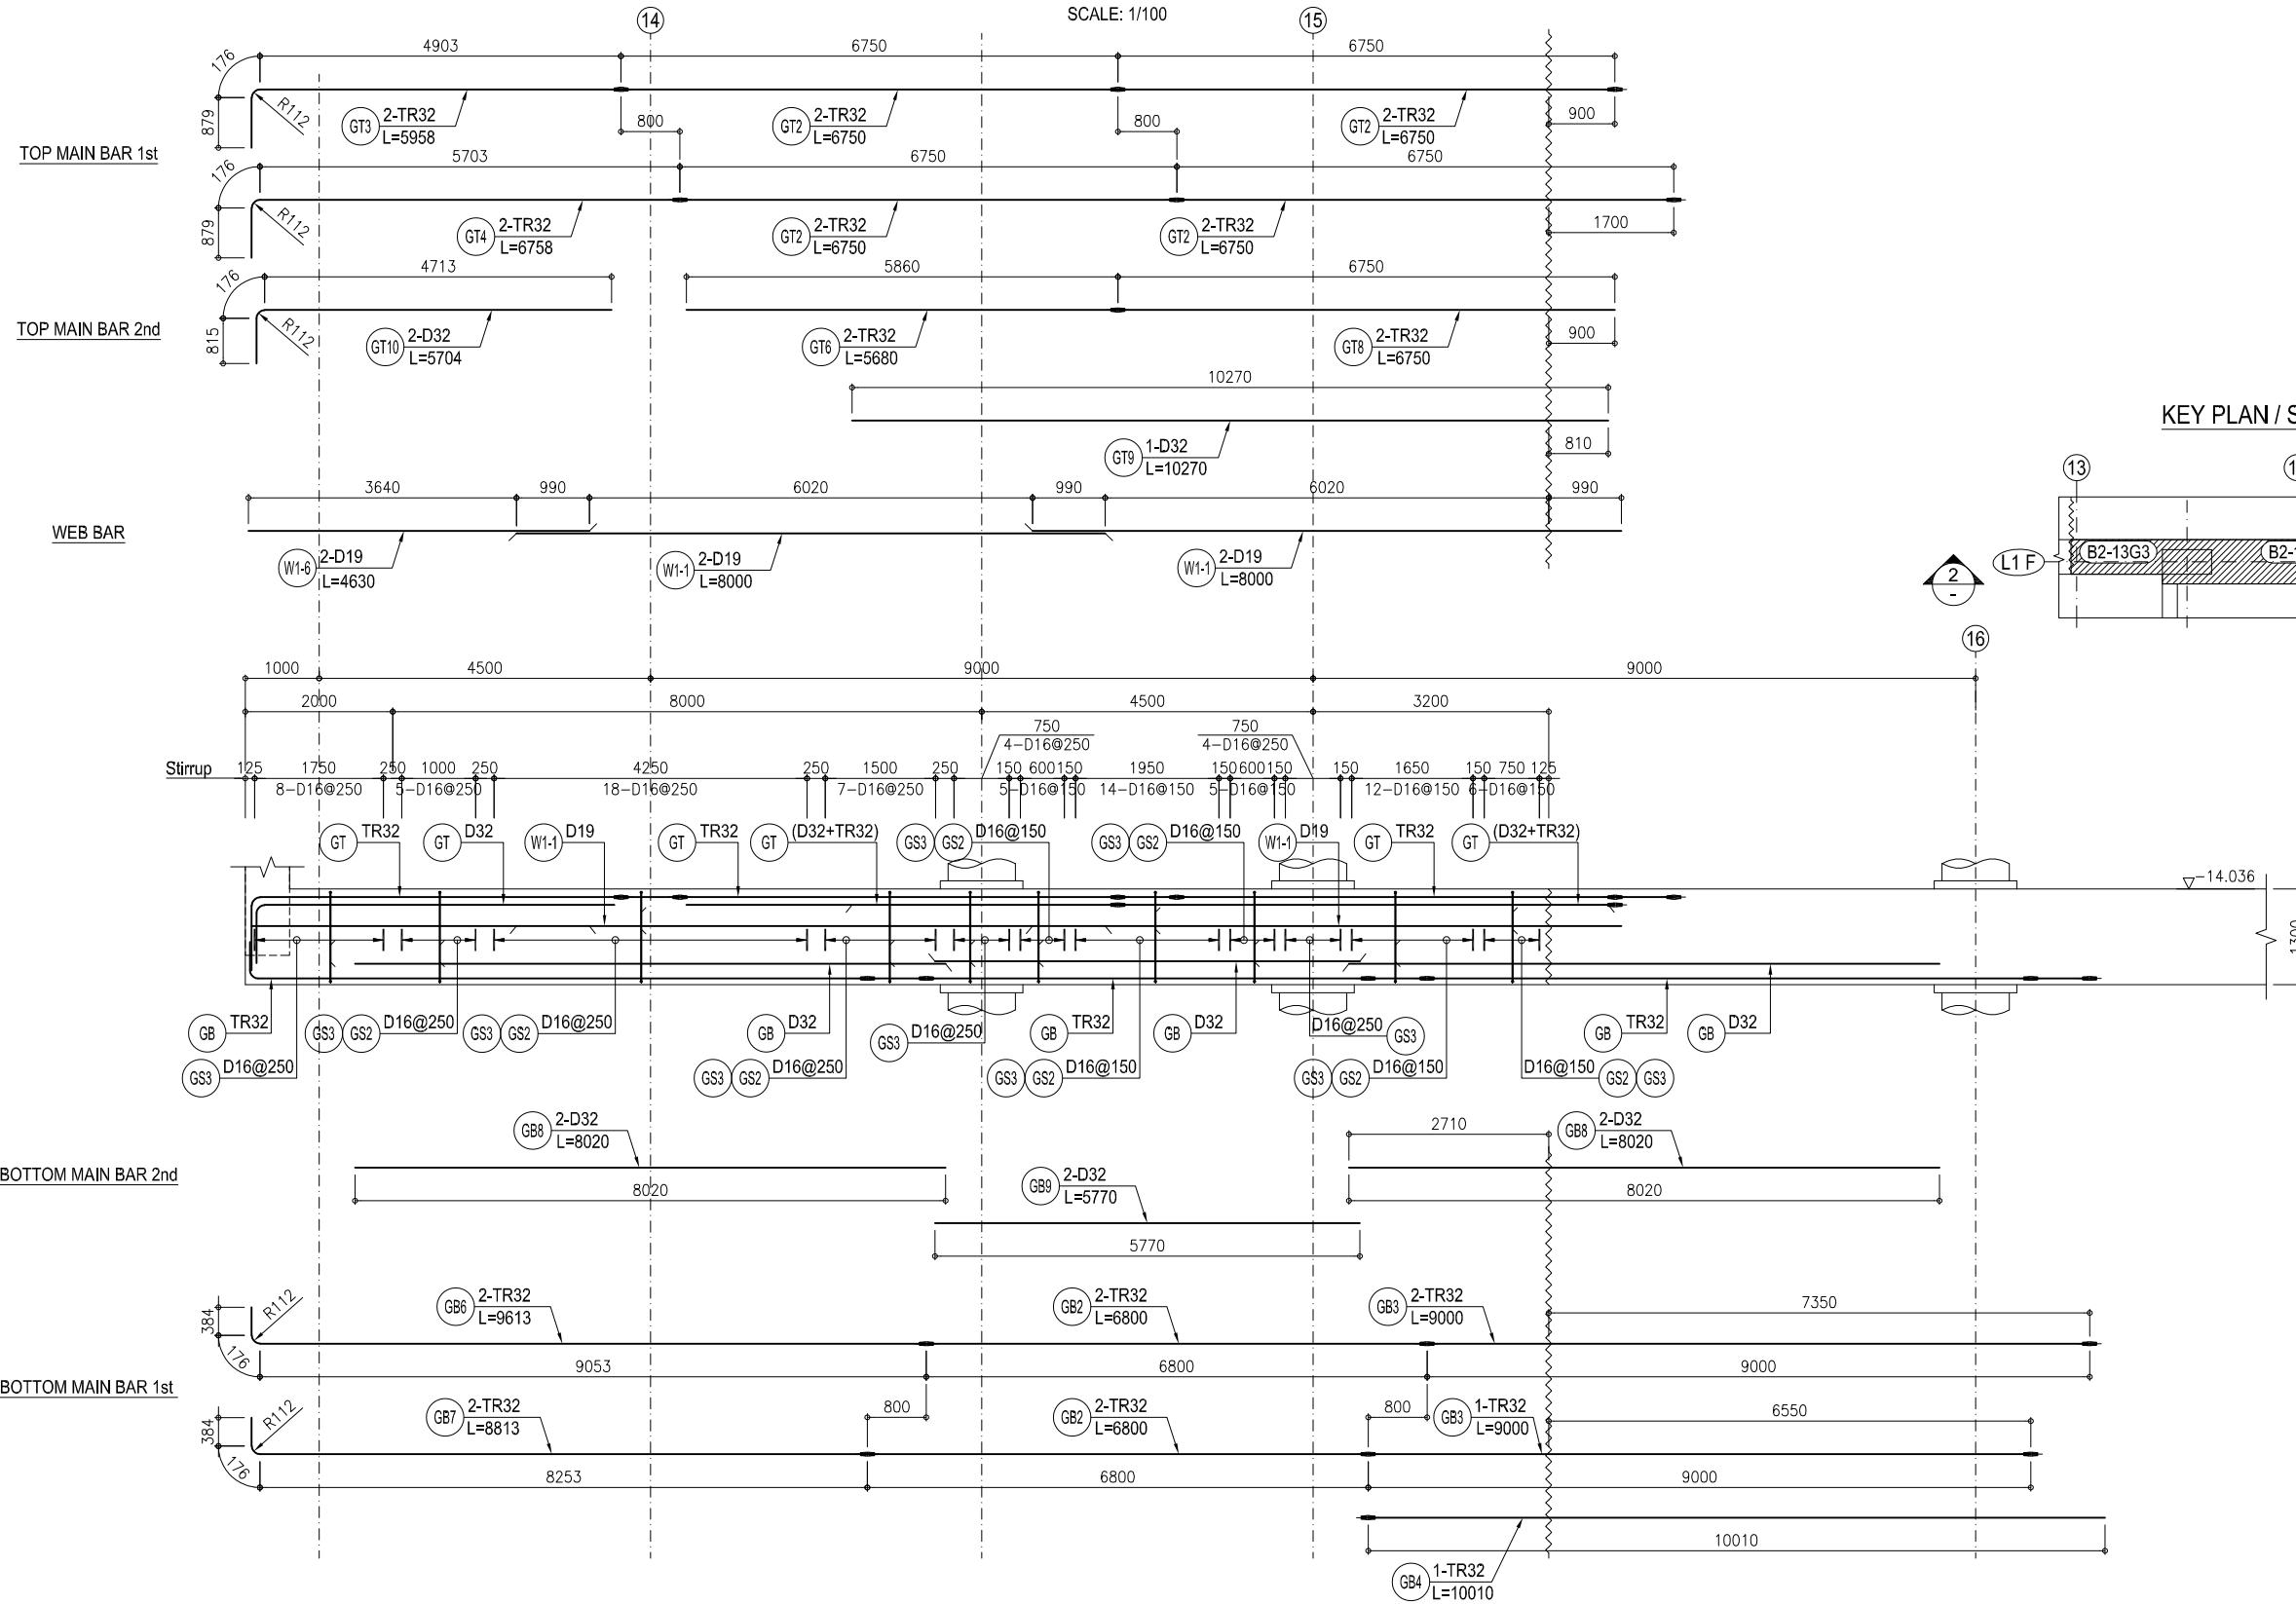 SCALE: 1/100
14
15
4903
6750
6750
176
R112
879
GT3 2-TR32
L=5958
800
GT2 2-TR32
L=6750
800
GT2 2-TR32
L=6750
900
TOP MAIN BAR 1st
5703
6750
6750
176
R112
879
GT4 2-TR32
L=6758
GT2 2-TR32
L=6750
GT2 2-TR32
L=6750
1700
4713
5860
6750
176
R112
815
TOP MAIN BAR 2nd
GT10 2-D32
L=5704
GT6 2-TR32
L=5680
GT8 2-TR32
L=6750
900
10270
GT9 1-D32
L=10270
810
KEY PLAN / S
13
1
3640
990
6020
990
6020
990
WEB BAR
W1-6 2-D19
L=4630
W1-1 2-D19
L=8000
W1-1 2-D19
L=8000
2
-
L1 F
B2-13G3
B2-1
16
1000
4500
9000
9000
2000
8000
4500
3200
750
4-D16@250
750
4-D16@250
Stirrup
125 1750 250 1000 250 4250 250 1500 250 150 600 150 1950 150 600 150 150 1650 150 750 125
8-D16@250 5-D16@250 18-D16@250 7-D16@250 5-D16@150 14-D16@150 5-D16@150 12-D16@150 6-D16@150
GT TR32
GT D32
W1-1 D19
GT TR32
GT (D32+TR32)
GS3 GS2 D16@150
GS3 GS2 D16@150
W1-1 D19
GT TR32
GT (D32+TR32)
-14.036
1300
GB TR32
GS3 GS2 D16@250
GS3 GS2 D16@250
GB D32
GS3 D16@250
GB TR32
GB D32
D16@250 GS3
GB TR32
GB D32
GS3 D16@250
GS3 GS2 D16@250
GS3 GS2 D16@150
GS3 GS2 D16@150
D16@150 GS2 GS3
GB8 2-D32
L=8020
2710
GB8 2-D32
L=8020
BOTTOM MAIN BAR 2nd
8020
GB9 2-D32
L=5770
8020
5770
384
R112
176
GB6 2-TR32
L=9613
GB2 2-TR32
L=6800
GB3 2-TR32
L=9000
7350
9053
6800
9000
BOTTOM MAIN BAR 1st
384
R112
176
GB7 2-TR32
L=8813
800
GB2 2-TR32
L=6800
800
GB3 1-TR32
L=9000
6550
8253
6800
9000
10010
GB4 1-TR32
L=10010